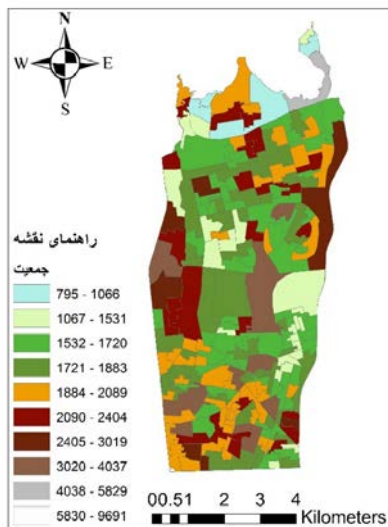 N
W E
S
راهنمای نقشه
جمعیت
795 - 1066
1067 - 1531
1532 - 1720
1721 - 1883
1884 - 2089
2090 - 2404
2405 - 3019
3020 - 4037
4038 - 5829
5830 - 9691
00.51 2 3 4
Kilometers